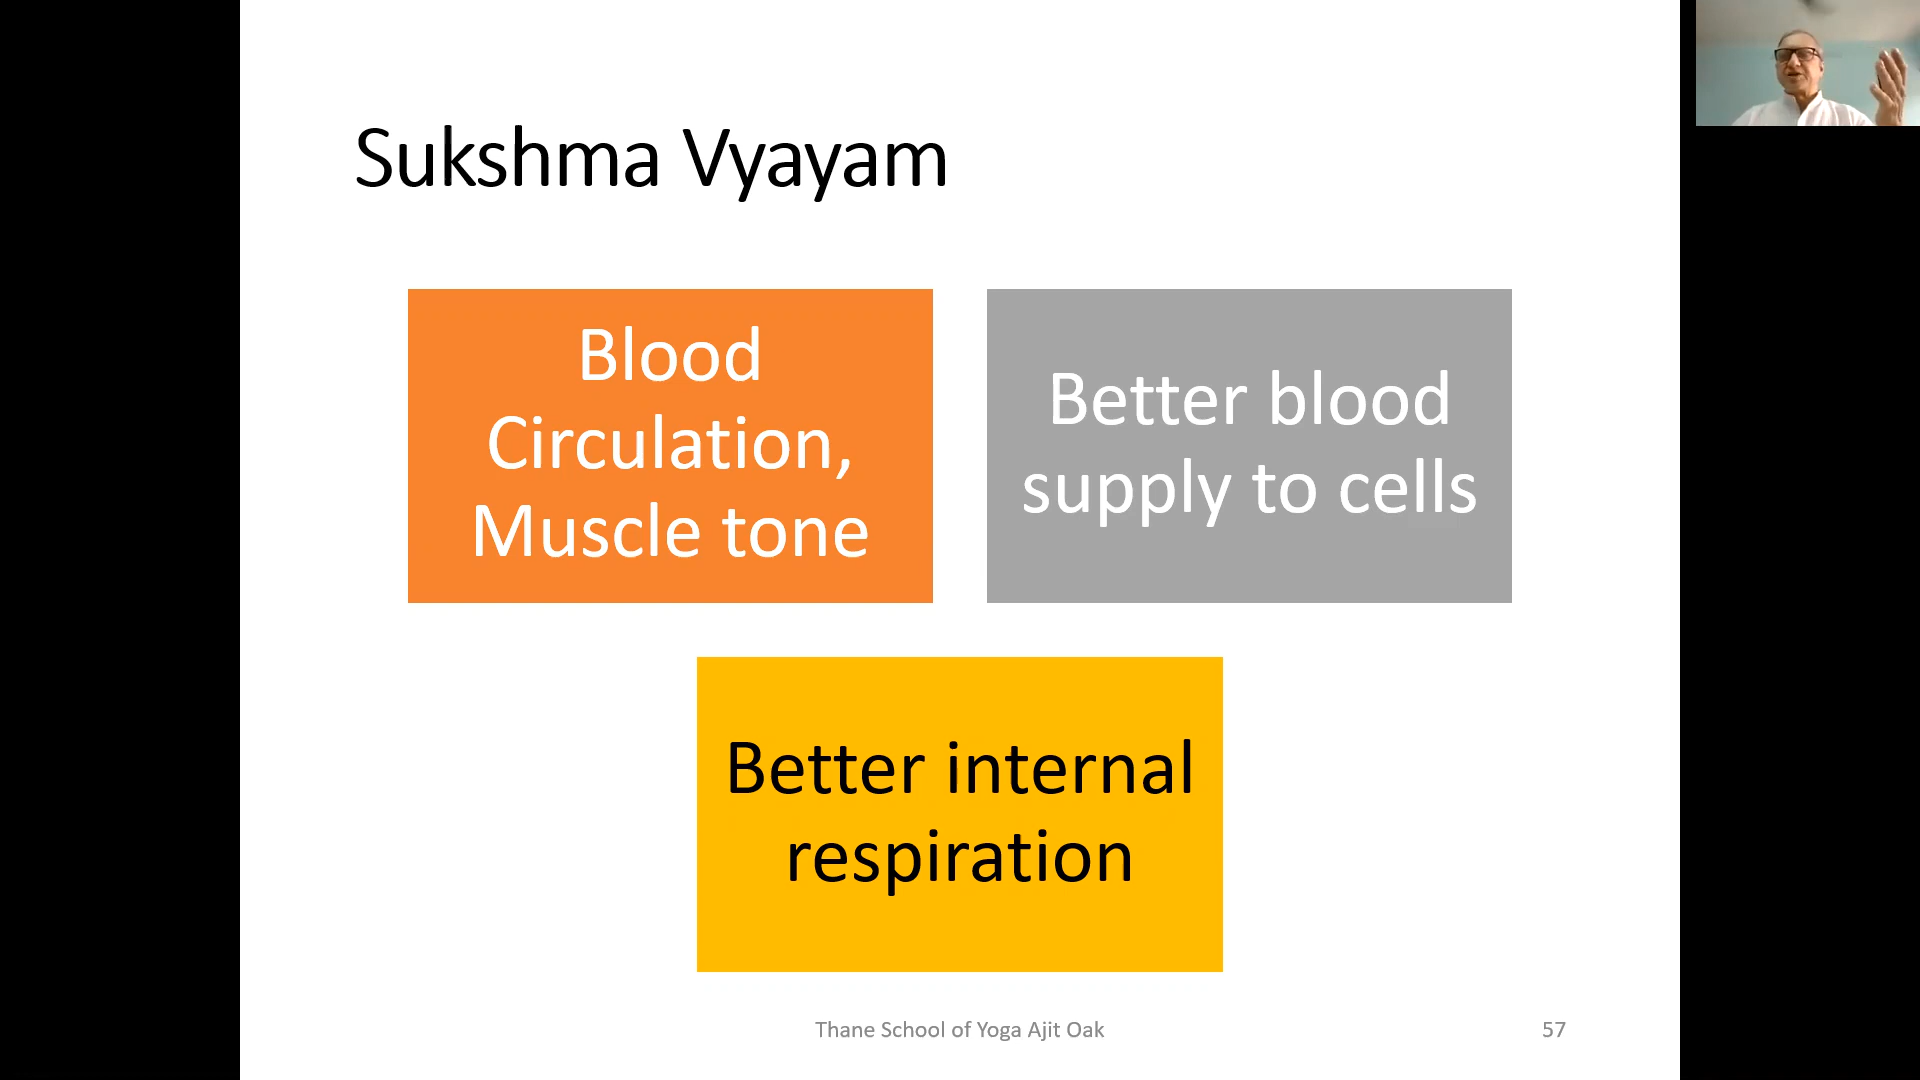 Sukshma Vyayam
Blood
Circulation,
Muscle tone
Better blood
supply to cells
Better internal
respiration
Thane School of Yoga Ajit Oak
57